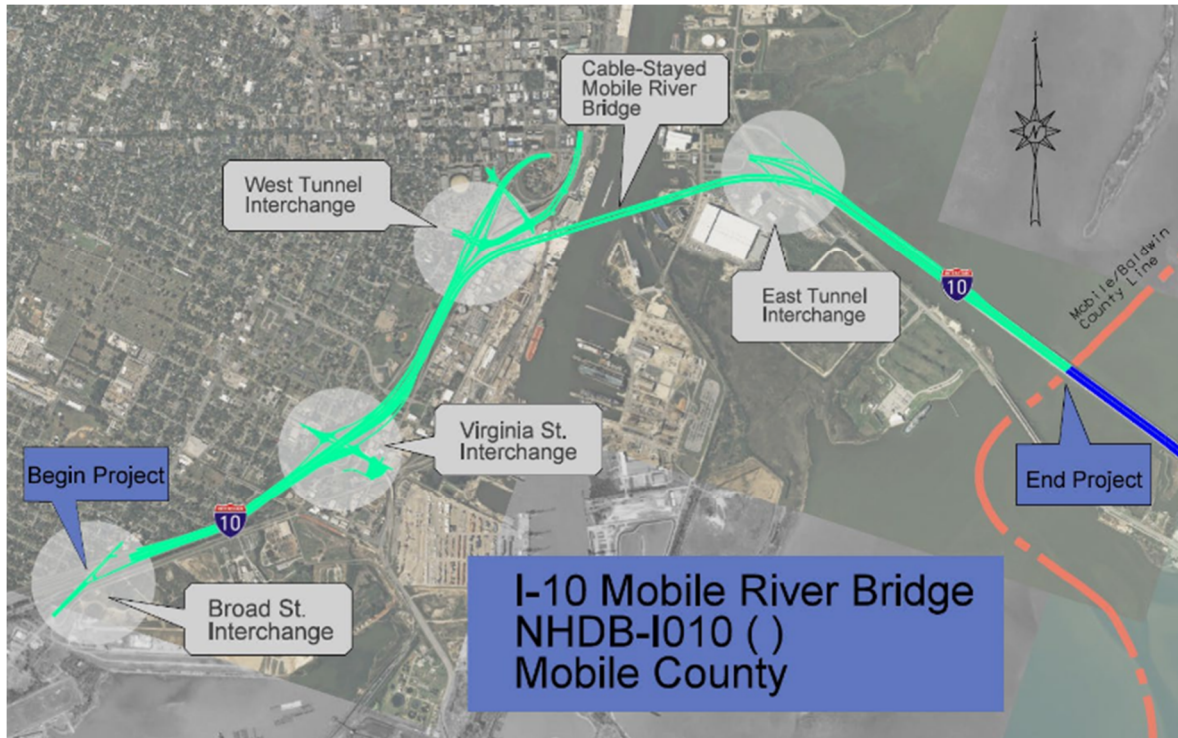 Cable-Stayed
Mobile River
Bridge
N
West Tunnel
Interchange
East Tunnel
Interchange
10
Mobile/Baldwin
County Line
Virginia St.
Interchange
Begin Project
End Project
10
Broad St.
Interchange
I-10 Mobile River Bridge
NHDB-I010 ( )
Mobile County